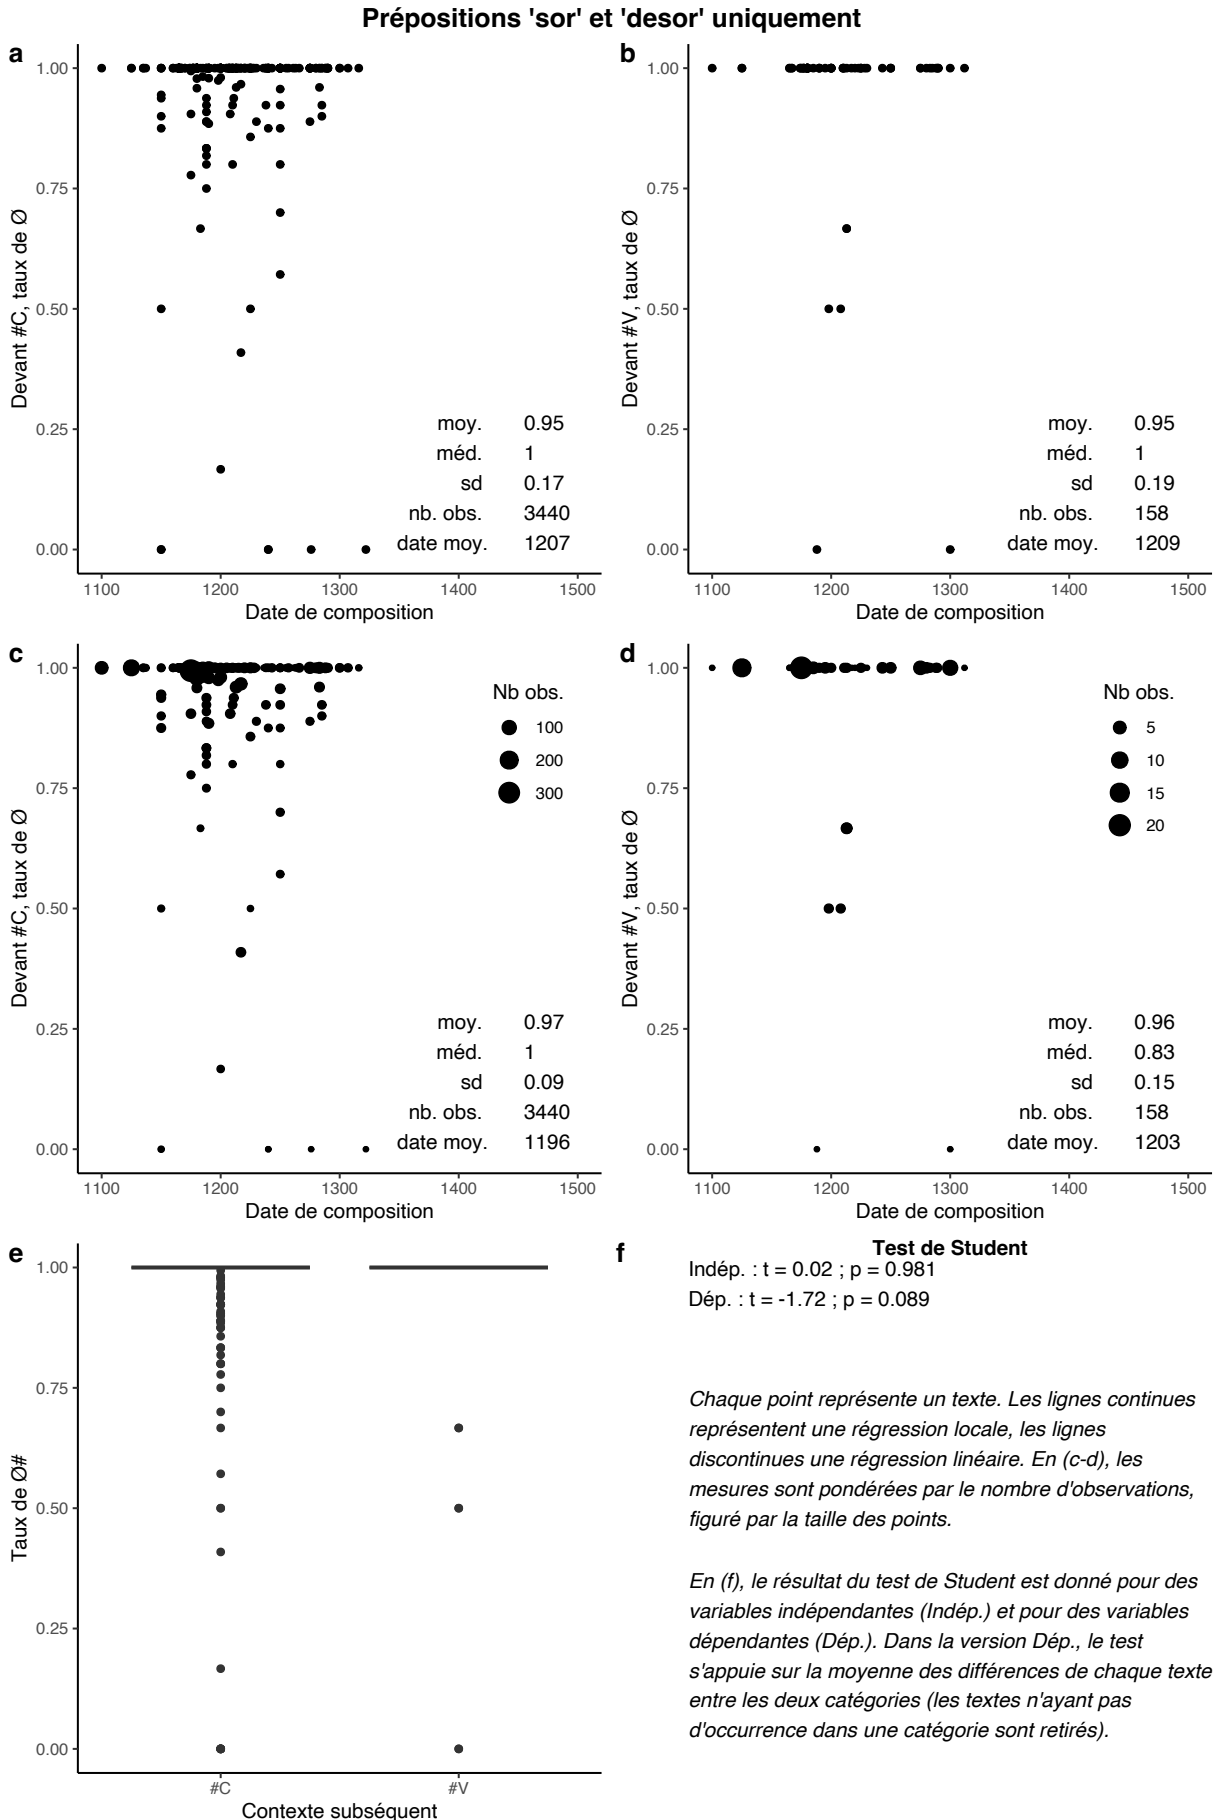 Prépositions 'sor' et 'desor' uniquement
a
Devant #C, taux de Ø
1.00
0.75
0.50
0.25
0.00
moy. 0.95
méd. 1
sd 0.17
nb. obs. 3440
date moy. 1207
1100 1200 1300 1400 1500
Date de composition
b
Devant #V, taux de Ø
1.00
0.75
0.50
0.25
0.00
moy. 0.95
méd. 1
sd 0.19
nb. obs. 158
date moy. 1209
1100 1200 1300 1400 1500
Date de composition
c
Devant #C, taux de Ø
1.00
0.75
0.50
0.25
0.00
Nb obs.
100
200
300
moy. 0.97
méd. 1
sd 0.09
nb. obs. 3440
date moy. 1196
1100 1200 1300 1400 1500
Date de composition
d
Devant #V, taux de Ø
1.00
0.75
0.50
0.25
0.00
Nb obs.
5
10
15
20
moy. 0.96
méd. 0.83
sd 0.15
nb. obs. 158
date moy. 1203
1100 1200 1300 1400 1500
Date de composition
e
Taux de Ø#
1.00
0.75
0.50
0.25
0.00
#C #V
Contexte subséquent
f
Test de Student
Indép. : t = 0.02 ; p = 0.981
Dép. : t = -1.72 ; p = 0.089
Chaque point représente un texte. Les lignes continues
représentent une régression locale, les lignes
discontinues une régression linéaire. En (c-d), les
mesures sont pondérées par le nombre d'observations,
figuré par la taille des points.
En (f), le résultat du test de Student est donné pour des
variables indépendantes (Indép.) et pour des variables
dépendantes (Dép.). Dans la version Dép., le test
s'appuie sur la moyenne des différences de chaque texte
entre les deux catégories (les textes n'ayant pas
d'occurrence dans une catégorie sont retirés).